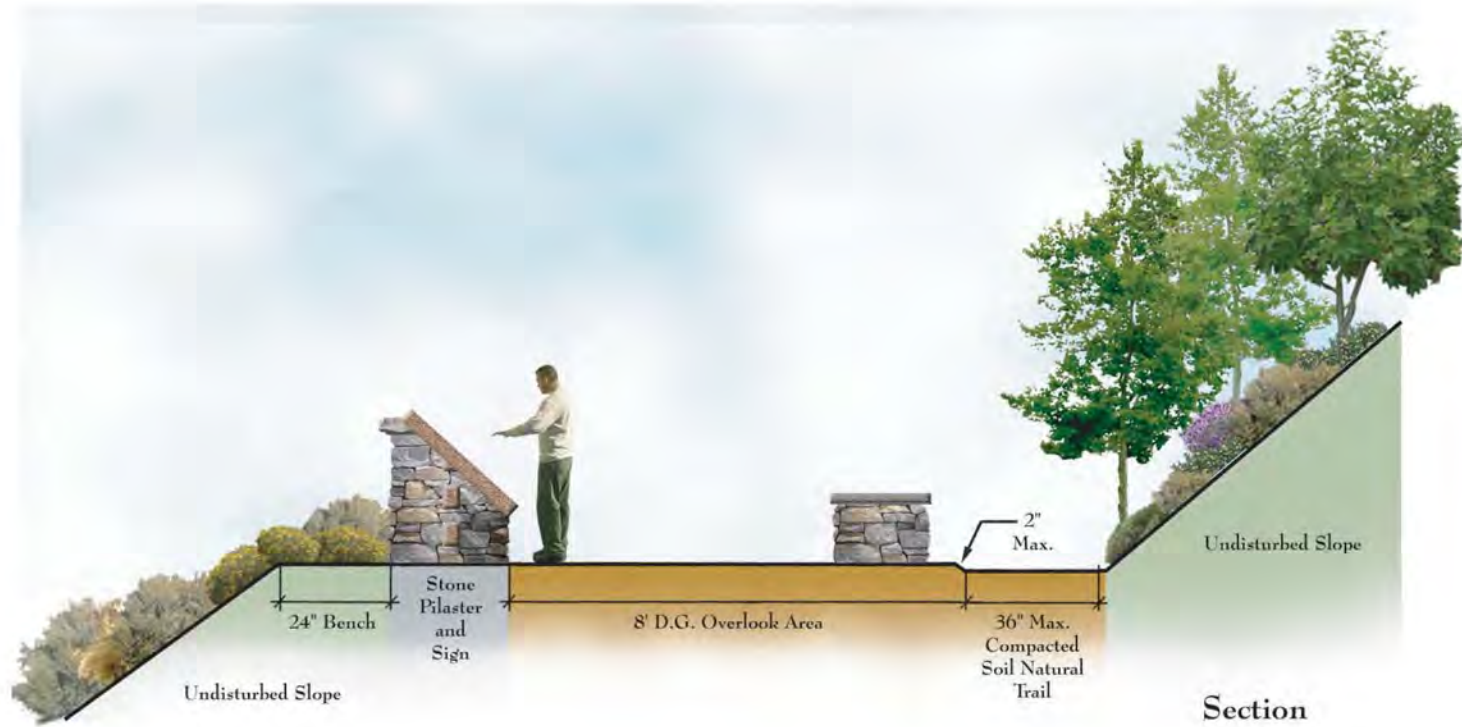 2"
Max.
Undisturbed Slope
24" Bench
Stone
Pilaster
and
Sign
8' D.G. Overlook Area
36" Max.
Compacted
Soil Natural
Trail
Undisturbed Slope
Section